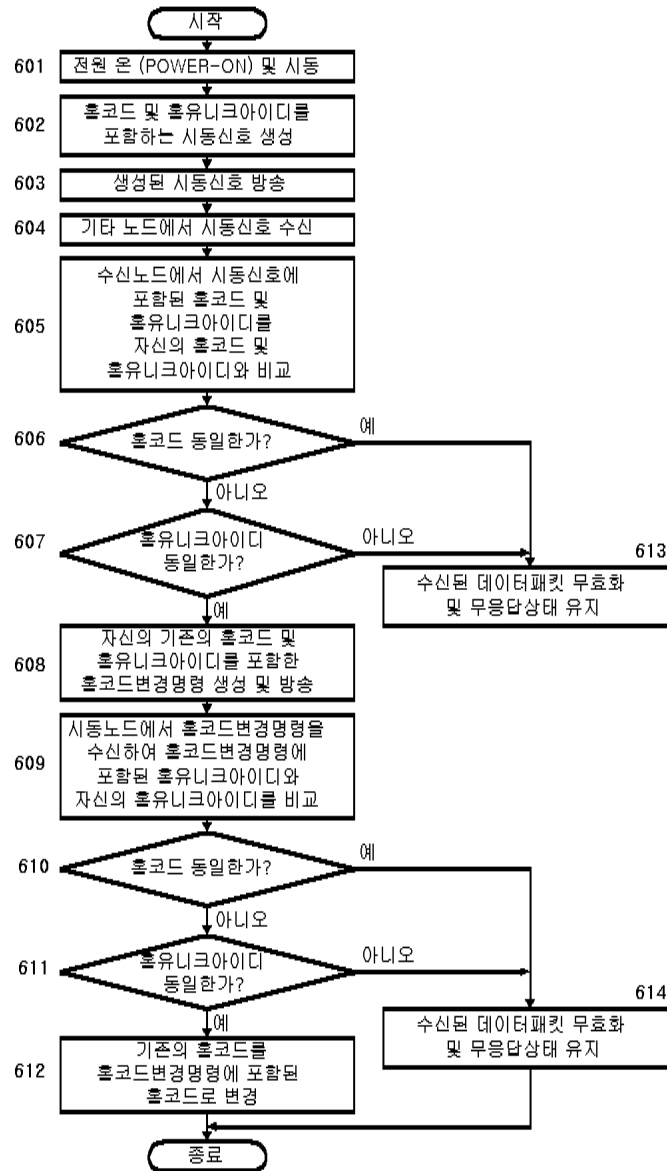 시작
601
전원 온 (POWER-ON) 및 시동
602
홈코드 및 홈유니크아이디를
포함하는 시동신호 생성
603
생성된 시동신호 방송
604
기타 노드에서 시동신호 수신
605
수신노드에서 시동신호에
포함된 홈코드 및
홈유니크아이디를
자신의 홈코드 및
홈유니크아이디와 비교
606
홈코드 동일한가?
예
아니오
607
홈유니크아이디
동일한가?
아니오
예
613
수신된 데이터패킷 무효화
및 무응답상태 유지
608
자신의 기존의 홈코드 및
홈유니크아이디를 포함한
홈코드변경명령 생성 및 방송
609
시동노드에서 홈코드변경명령을
수신하여 홈코드변경명령에
포함된 홈유니크아이디와
자신의 홈유니크아이디를 비교
610
홈코드 동일한가?
예
아니오
611
홈유니크아이디
동일한가?
아니오
예
614
수신된 데이터패킷 무효화
및 무응답상태 유지
612
기존의 홈코드를
홈코드변경명령에 포함된
홈코드로 변경
종료